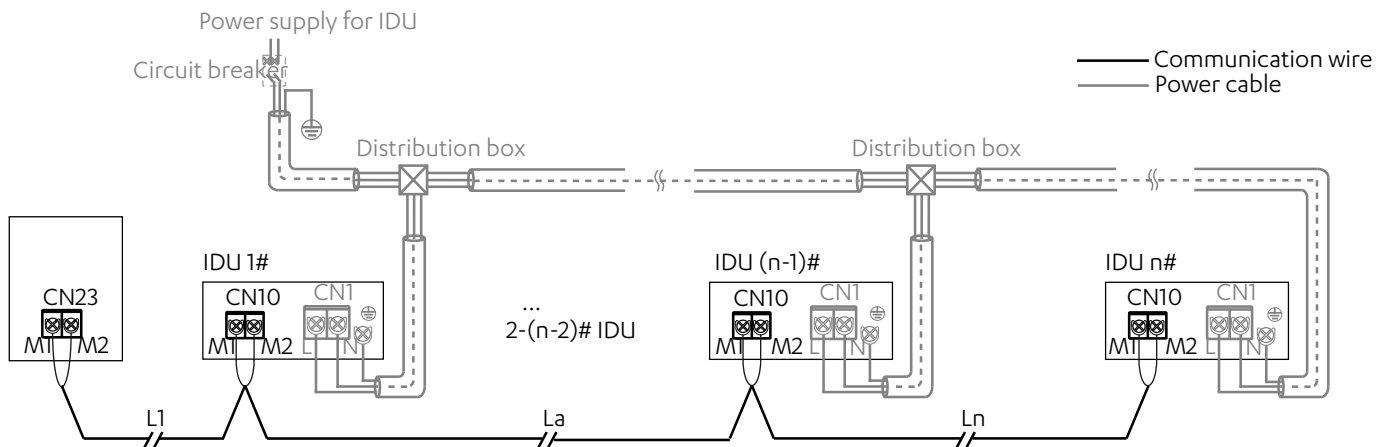 Power supply for IDU
Circuit breaker
Communication wire
Power cable
Distribution box
Distribution box
IDU 1#
IDU (n-1)#
IDU n#
CN23
CN10
CN1
...
2-(n-2)# IDU
CN10
CN1
CN10
CN1
M1 M2
M1 M2 L N
M1 M2 L N
M1 M2 L N
L1
La
Ln